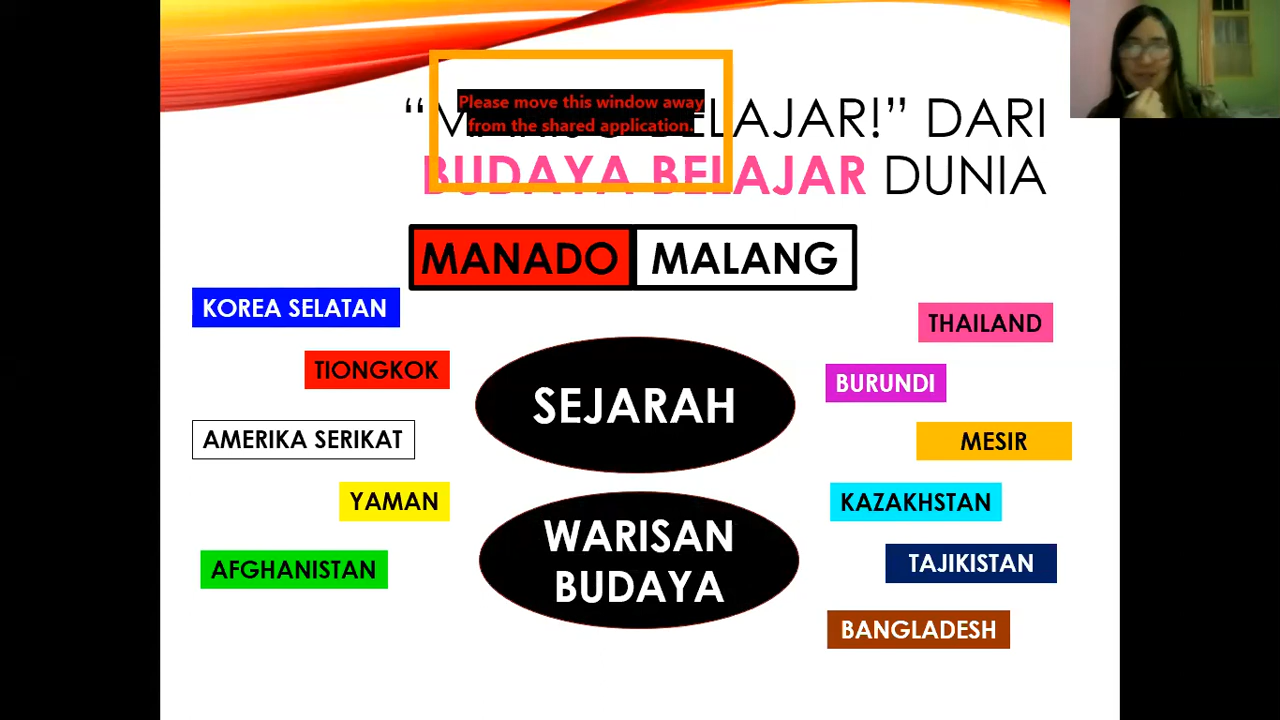 Please move this window away
from the shared application.
BELAJAR!” DARI
BUDAYA BELAJAR DUNIA
MANADO MALANG
KOREA SELATAN
THAILAND
TIONGKOK
BURUNDI
SEJARAH
AMERIKA SERIKAT
MESIR
YAMAN
KAZAKHSTAN
WARISAN
BUDAYA
AFGHANISTAN
TAJIKISTAN
BANGLADESH